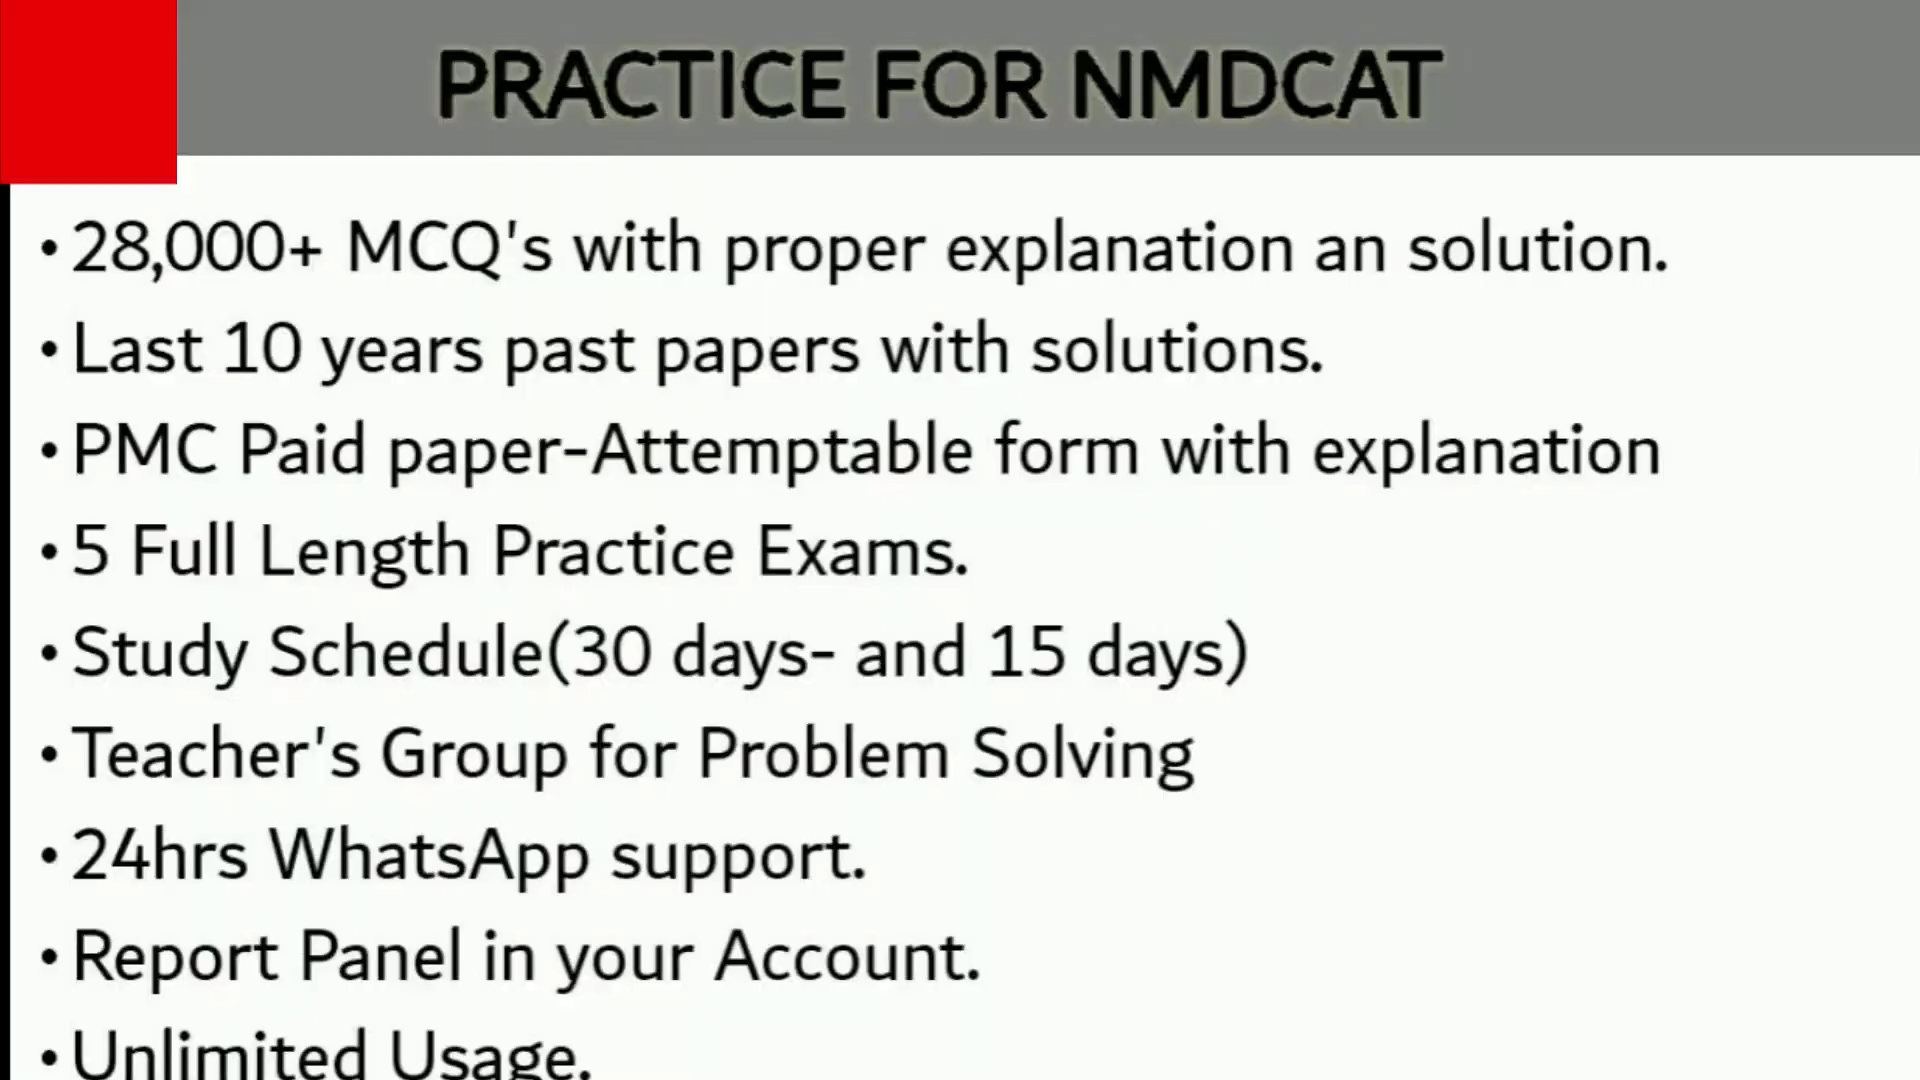 PRACTICE FOR NMDCAT
• 28,000+ MCQ's with proper explanation an solution.
• Last 10 years past papers with solutions.
• PMC Paid paper-Attemptable form with explanation
• 5 Full Length Practice Exams.
• Study Schedule(30 days- and 15 days)
• Teacher's Group for Problem Solving
• 24hrs WhatsApp support.
• Report Panel in your Account.
• Unlimited Usage.